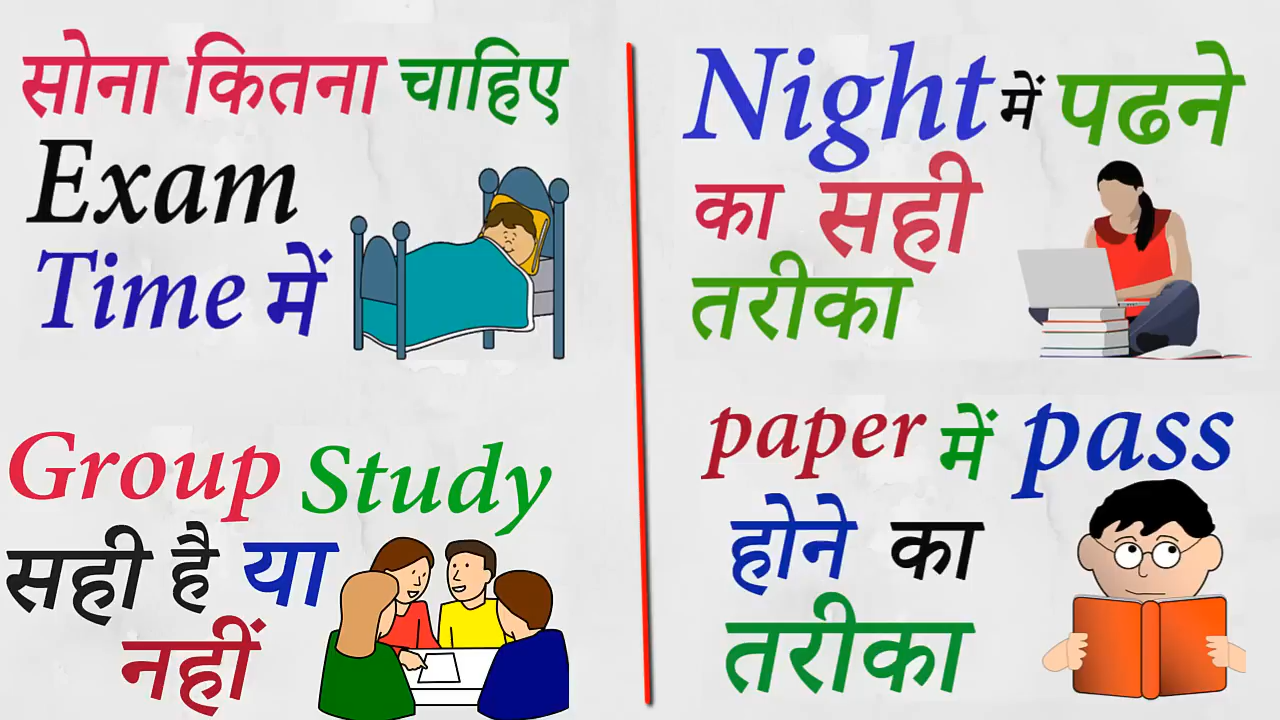 सोना कितना चाहिए
Exam
Time में
Night में पढने
का सही
तरीका
Group Study
सही है या
नहीं
paper में pass
होने का
तरीका